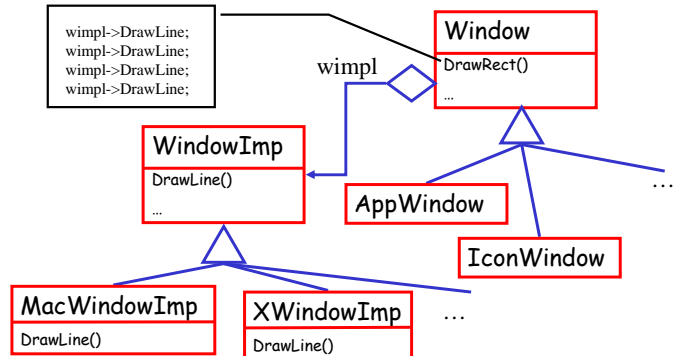 wimpl->DrawLine;
wimpl->DrawLine;
wimpl->DrawLine;
wimpl->DrawLine;
Window
DrawRect()
...
wimpl
WindowImp
DrawLine()
...
AppWindow
...
IconWindow
MacWindowImp
DrawLine()
XWindowImp
DrawLine()
...